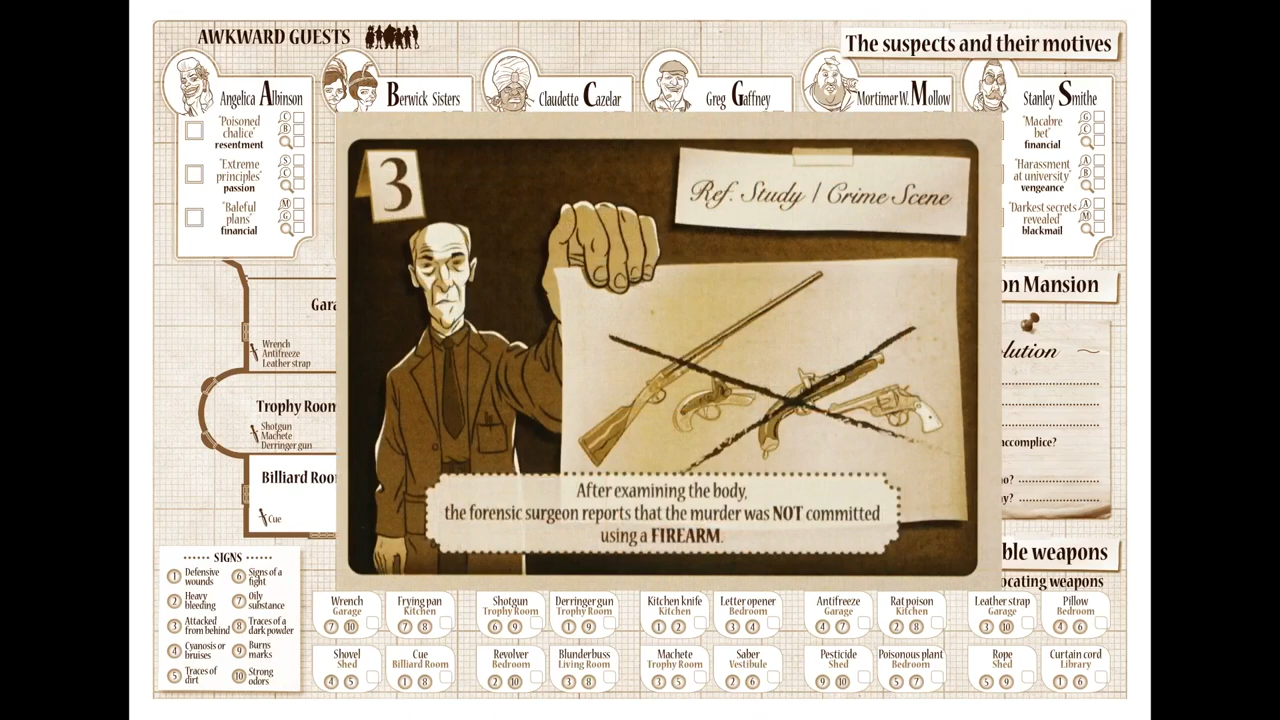 AWKWARD GUESTS
The suspects and their motives
Angelica Albinson
Berwick Sisters
Claudette Cazelar
Greg Gaffney
Mortimer W. Mollow
Stanley Smithe
"Poisoned
chalice"
resentment
C
B
"Extreme
principles"
passion
S
C
"Baleful
plans"
financial
M
G
"Macabre
bet"
financial
G
C
"Harassment
at university"
vengeance
A
B
"Darkest secrets
revealed"
blackmail
A
M
3
Ref. Study / Crime Scene
After examining the body,
the forensic surgeon reports that the murder was NOT committed
using a FIREARM.
Wrench
Antifreeze
Leather strap
Trophy Room
Shotgun
Machete
Derringer gun
Billiard
Cue
Mansion
SIGNS
1 Defensive
wounds
2 Heavy
bleeding
3 Attacked
from behind
4 Cyanosis or
bruises
5 Traces of
dirt
6 Signs of a
fight
7 Oily
substance
8 Traces of a
dark powder
9 Burns
marks
10 Strong
odors
weapons
weapons
Wrench
Garage
7 10
Frying pan
Kitchen
7 8
Shotgun
Trophy Room
6 9
Derringer gun
Trophy Room
1 9
Kitchen knife
Kitchen
1 2
Letter opener
Bedroom
3 4
Antifreeze
Garage
4 7
Rat poison
Kitchen
2 8
Leather strap
Garage
3 10
Pillow
Bedroom
4 6
Shovel
Shed
4 5
Cue
Billiard Room
1 8
Revolver
Bedroom
2 10
Blunderbuss
Living Room
3 8
Machete
Trophy Room
3 5
Saber
Vestibule
2 6
Pesticide
Shed
9 10
Poisonous plant
Bedroom
5 7
Rope
Shed
5 9
Curtain cord
Library
1 6